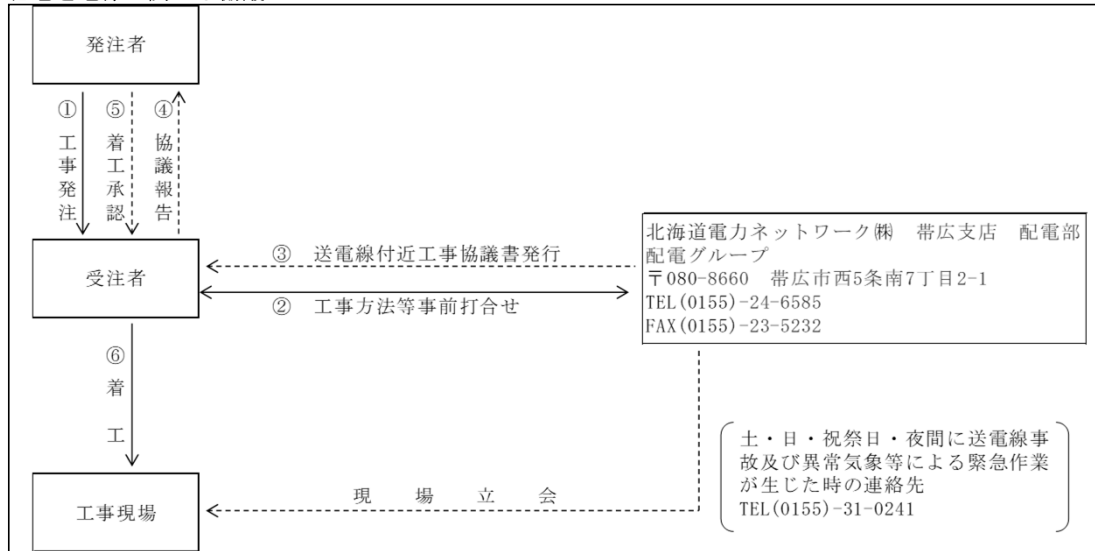 発注者
① 工事発注
⑤ 着工承認
④ 協議報告
受注者
③ 送電線付近工事協議書発行
② 工事方法等事前打合せ
北海道電力ネットワーク㈱ 帯広支店 配電部
配電グループ
〒080-8660 帯広市西5条南7丁目2-1
TEL(0155)-24-6585
FAX(0155)-23-5232
⑥ 着工
土・日・祝祭日・夜間に送電線事
故及び異常気象等による緊急作業
が生じた時の連絡先
TEL(0155)-31-0241
現場立会
工事現場